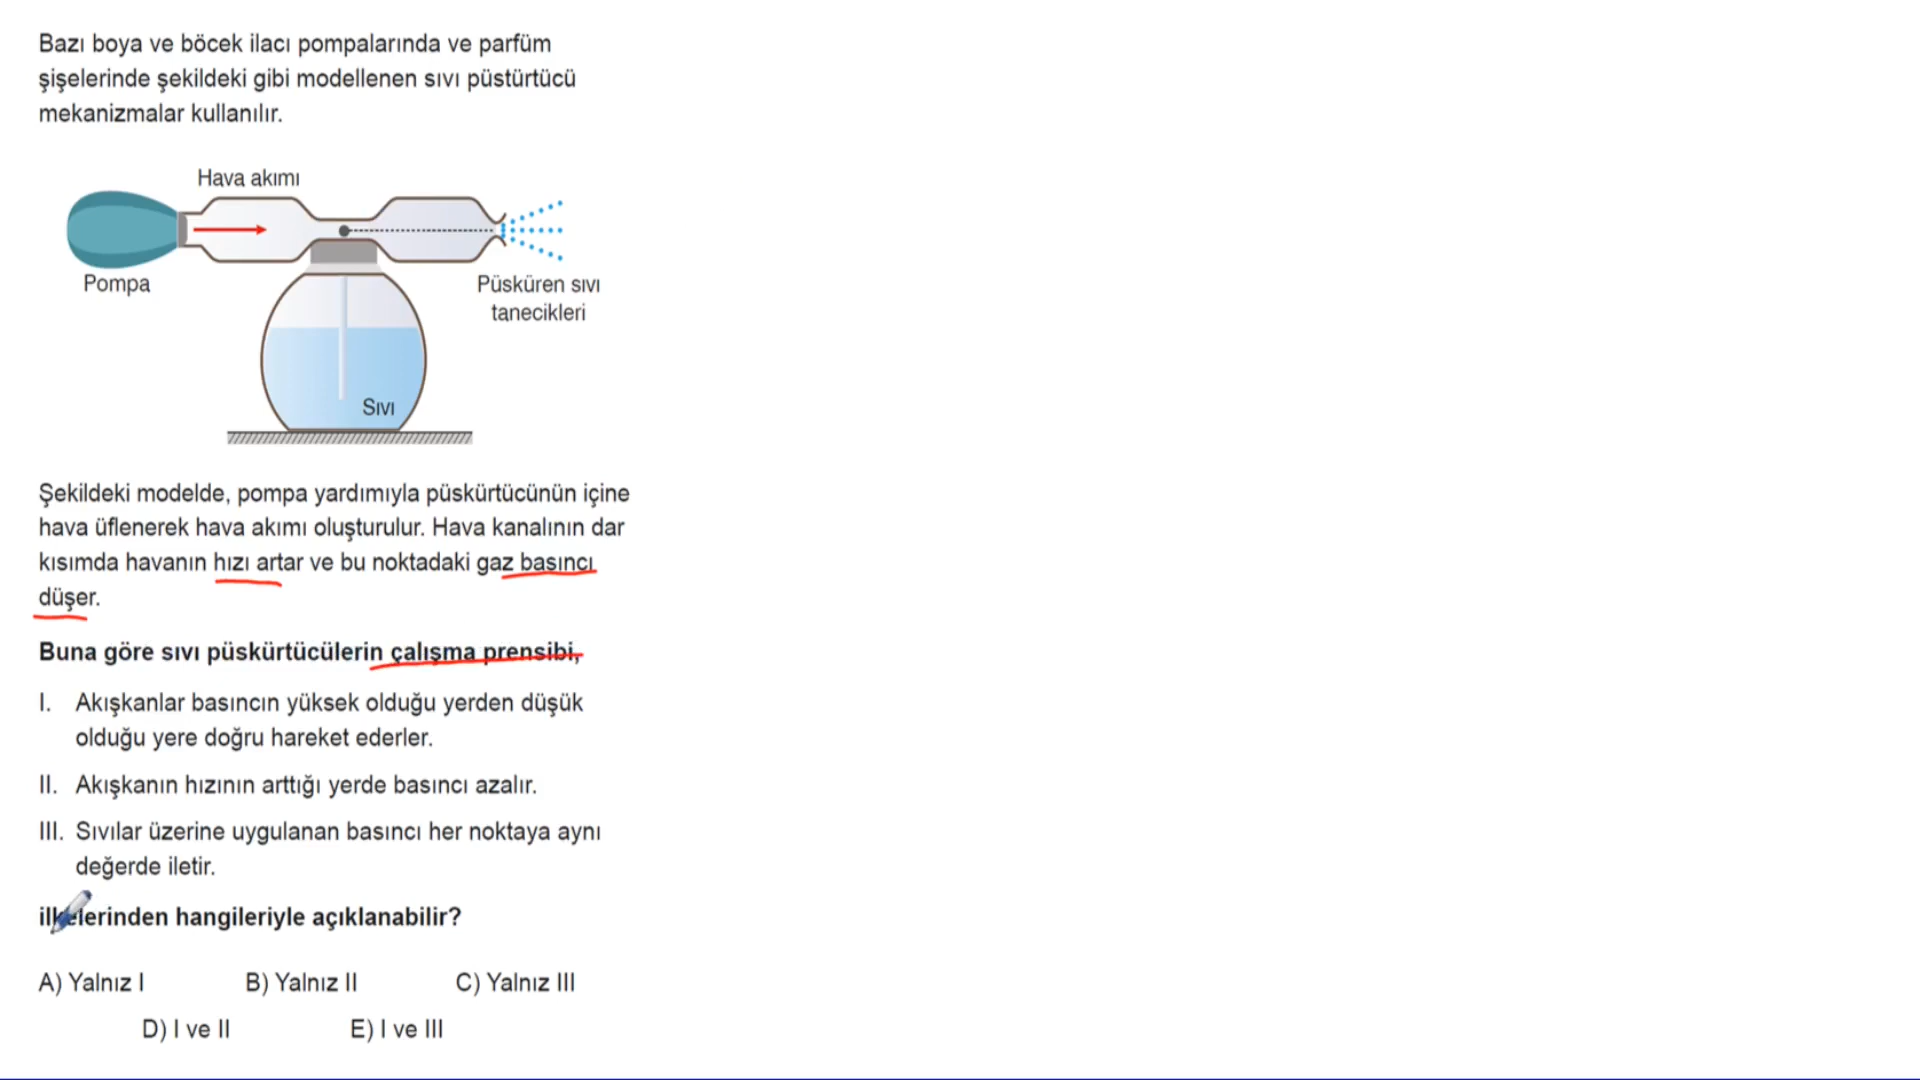 Bazı boya ve böcek ilacı pompalarında ve parfüm
şişelerinde şekildeki gibi modellenen sıvı püstürtücü
mekanizmalar kullanılır.
Hava akımı
Pompa
Püsküren sıvı
tanecikleri
Sıvı
Şekildeki modelde, pompa yardımıyla püskürtücünün içine
hava üflenerek hava akımı oluşturulur. Hava kanalının dar
kısımda havanın hızı artar ve bu noktadaki gaz basıncı
düşer.
Buna göre sıvı püskürtücülerin çalışma prensibi,
I. Akışkanlar basıncın yüksek olduğu yerden düşük
olduğu yere doğru hareket ederler.
II. Akışkanın hızının arttığı yerde basıncı azalır.
III. Sıvılar üzerine uygulanan basıncı her noktaya aynı
değerde iletir.
ilkelerinden hangileriyle açıklanabilir?
A) Yalnız I B) Yalnız II C) Yalnız III
D) I ve II E) I ve III